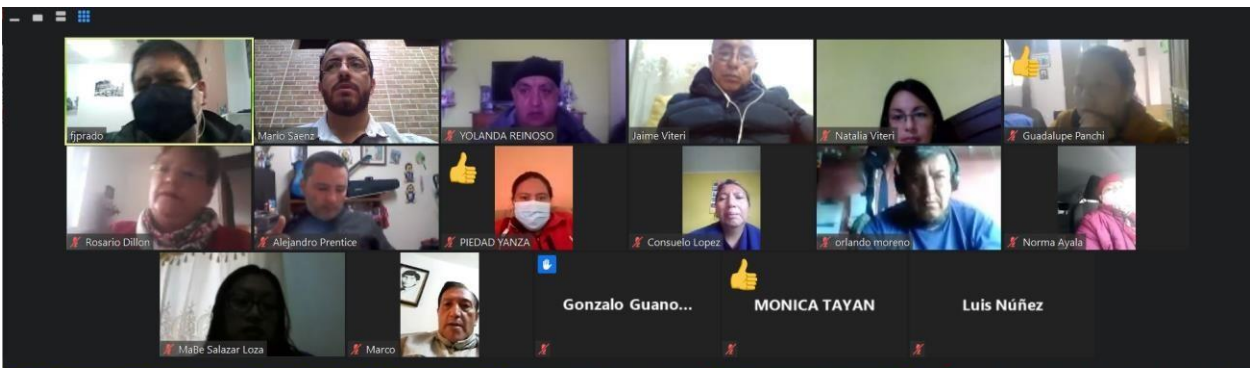 fjprado
Mario Saenz
YOLANDA REINOSO
Jaime Viteri
Natalia Viteri
Guadalupe Panchi
Rosario Dillon
Alejandro Prentice
PIEDAD YANZA
Consuelo Lopez
orlando moreno
Norma Ayala
MaBe Salazar Loza
Marco
Gonzalo Guano...
MONICA TAYAN
Luis Núñez